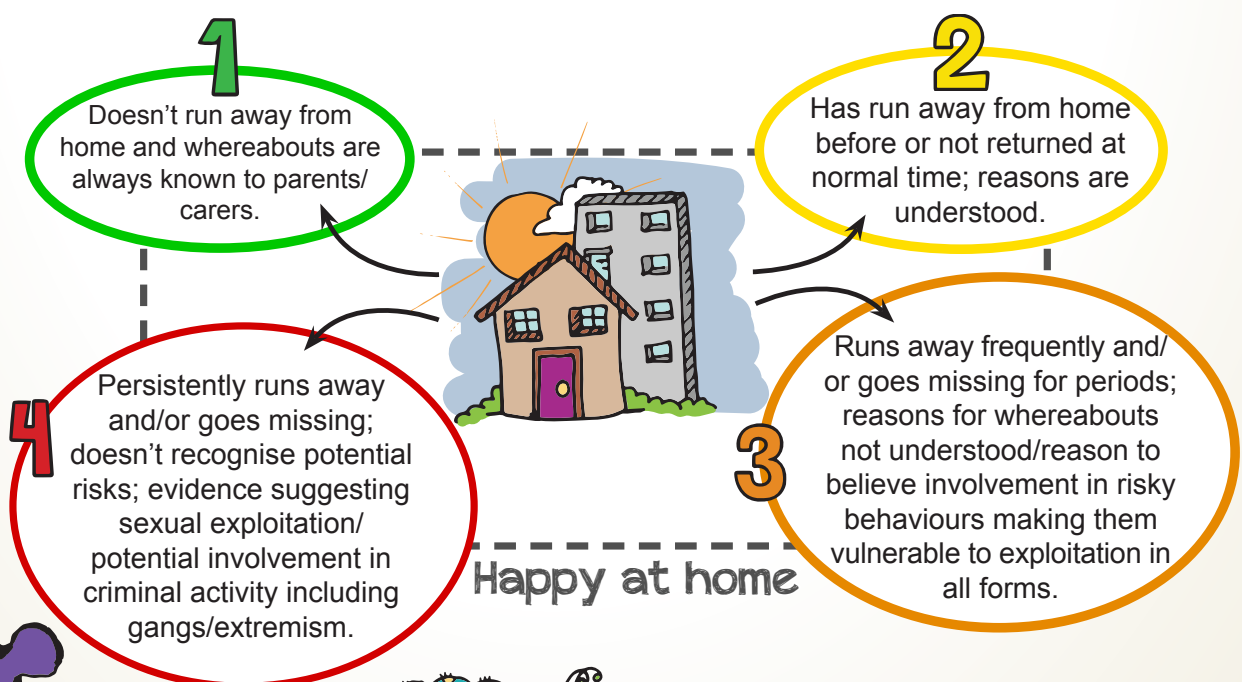 1
Doesn’t run away from
home and whereabouts are
always known to parents/
carers.
2
Has run away from home
before or not returned at
normal time; reasons are
understood.
3
Runs away frequently and/
or goes missing for periods;
reasons for whereabouts
not understood/reason to
believe involvement in risky
behaviours making them
vulnerable to exploitation in
all forms.
4
Persistently runs away
and/or goes missing;
doesn’t recognise potential
risks; evidence suggesting
sexual exploitation/
potential involvement in
criminal activity including
gangs/extremism.
Happy at home